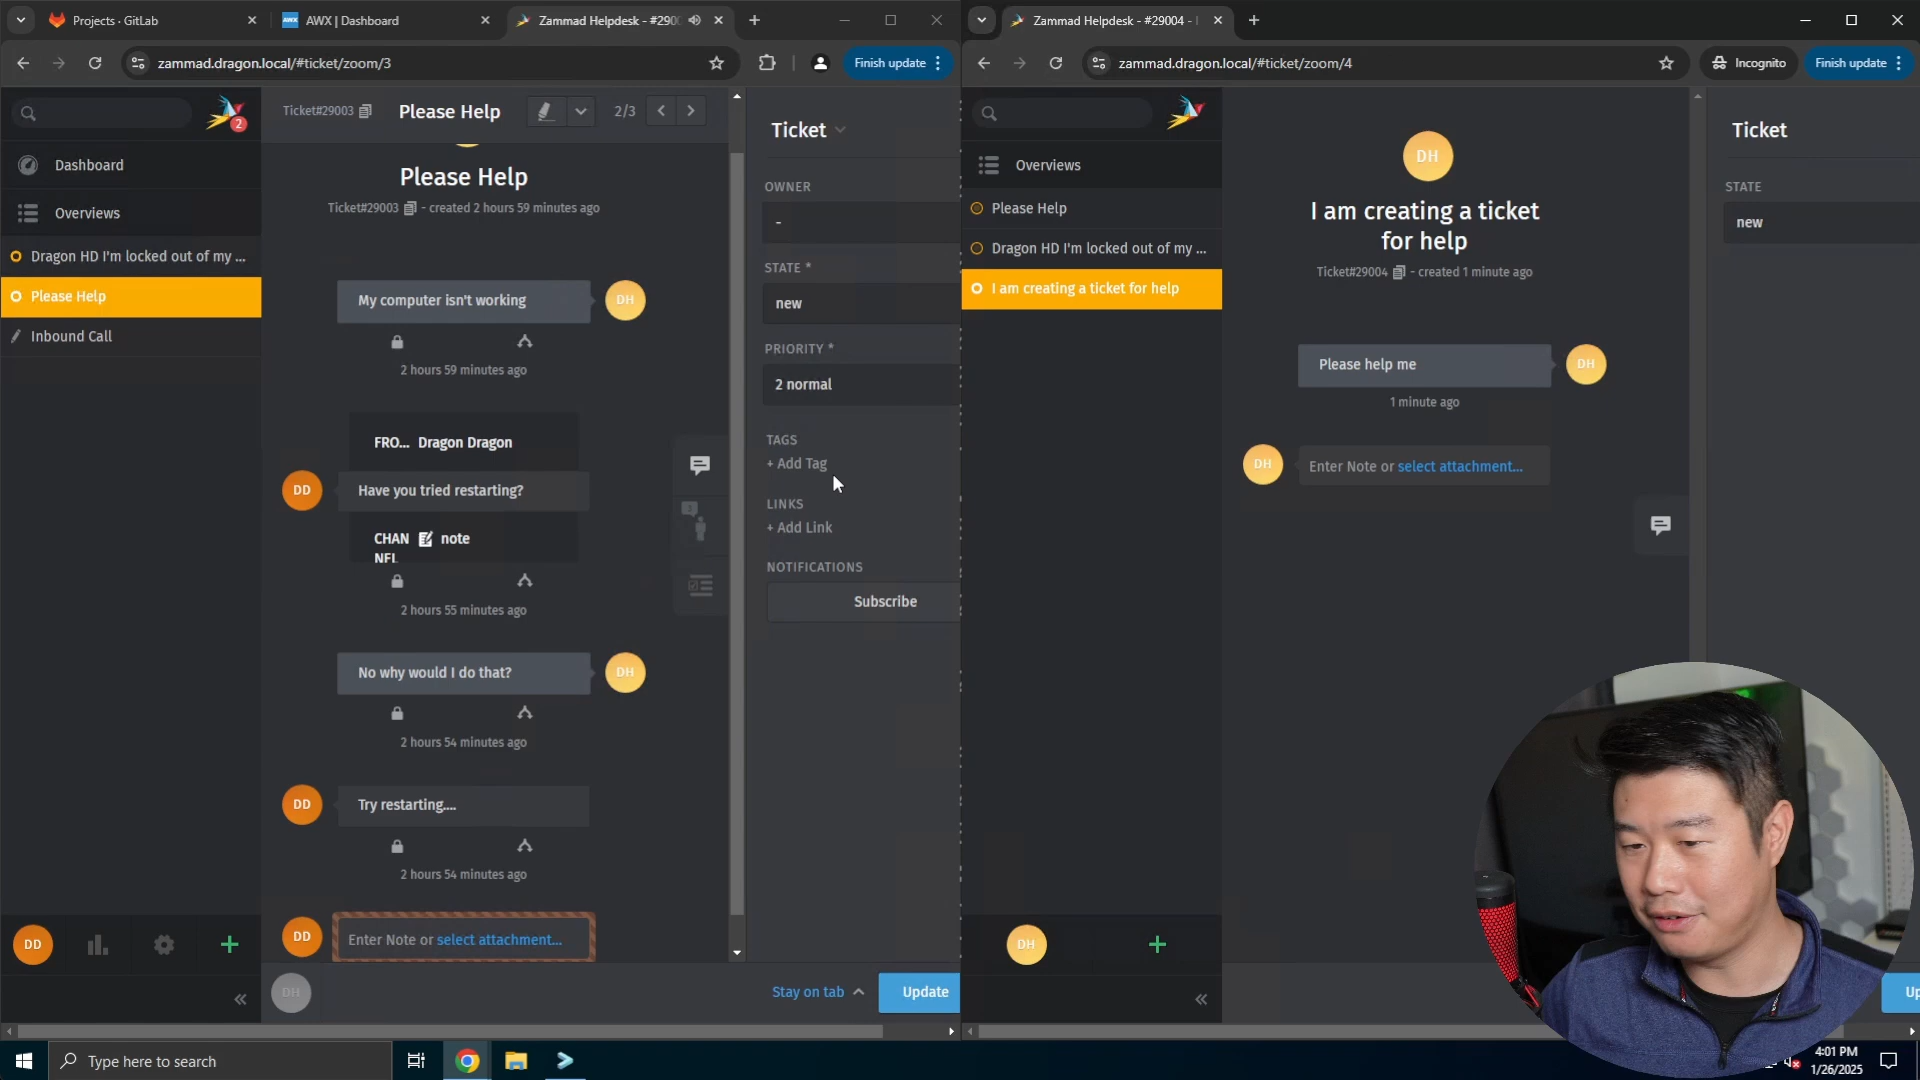 Projects · GitLab
AWX | Dashboard
Zammad Helpdesk - #290
zammad.dragon.local/#ticket/zoom/3
Finish update
2
Dashboard
Overviews
Dragon HD I'm locked out of my ...
Please Help
Inbound Call
DD
Ticket#29003
Please Help
2/3
Please Help
Ticket#29003 - created 2 hours 59 minutes ago
My computer isn't working
DH
2 hours 59 minutes ago
FRO... Dragon Dragon
DD
Have you tried restarting?
CHAN note
NEL
2 hours 55 minutes ago
No why would I do that?
DH
2 hours 54 minutes ago
DD
Try restarting....
2 hours 54 minutes ago
DD
Enter Note or select attachment...
DH
Stay on tab
Update
Ticket
OWNER
-
STATE *
new
PRIORITY *
2 normal
TAGS
+ Add Tag
LINKS
+ Add Link
NOTIFICATIONS
Subscribe
Zammad Helpdesk - #29004 -
zammad.dragon.local/#ticket/zoom/4
Incognito
Finish update
Overviews
Please Help
Dragon HD I'm locked out of my ...
I am creating a ticket for help
DH
DH
I am creating a ticket
for help
Ticket#29004 - created 1 minute ago
Please help me
DH
1 minute ago
DH
Enter Note or select attachment...
Ticket
STATE
new
Up
Type here to search
4:01 PM
1/26/2025